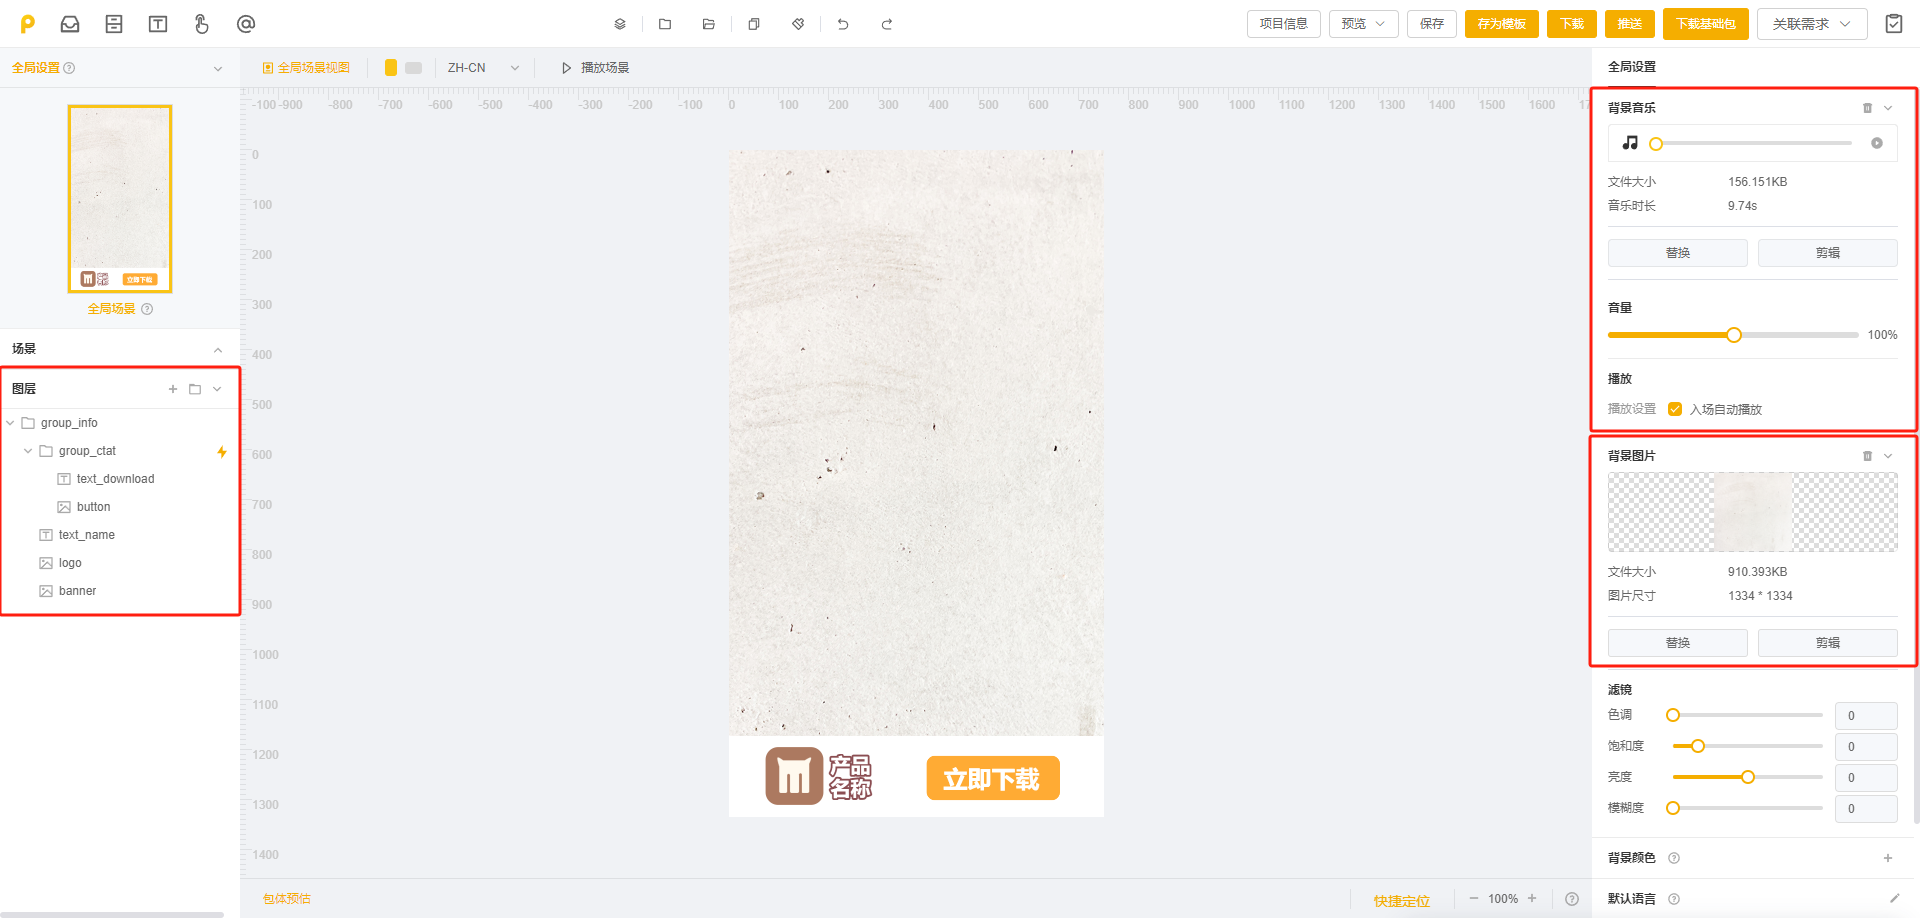 项目信息
预览
保存
存为模板
下载
推送
下载基础包
关联需求
全局设置
全局场景视图
ZH-CN
播放场景
全局设置
-100 -900 -800 -700 -600 -500 -400 -300 -200 -100 0 100 200 300 400 500 600 700 800 900 1000 1100 1200 1300 1400 1500 1600 17
0
100
200
300
400
500
600
700
800
900
1000
1100
1200
1300
1400
产品名称
立即下载
全局场景
场景
图层
group_info
group_ctat
text_download
button
text_name
logo
banner
产品
名称
立即下载
包体预估
快捷定位
100%
背景音乐
文件大小 156.151KB
音乐时长 9.74s
替换
剪辑
音量
100%
播放
播放设置 入场自动播放
背景图片
文件大小 910.393KB
图片尺寸 1334 * 1334
替换
剪辑
滤镜
色调 0
饱和度 0
亮度 0
模糊度 0
背景颜色
默认语言